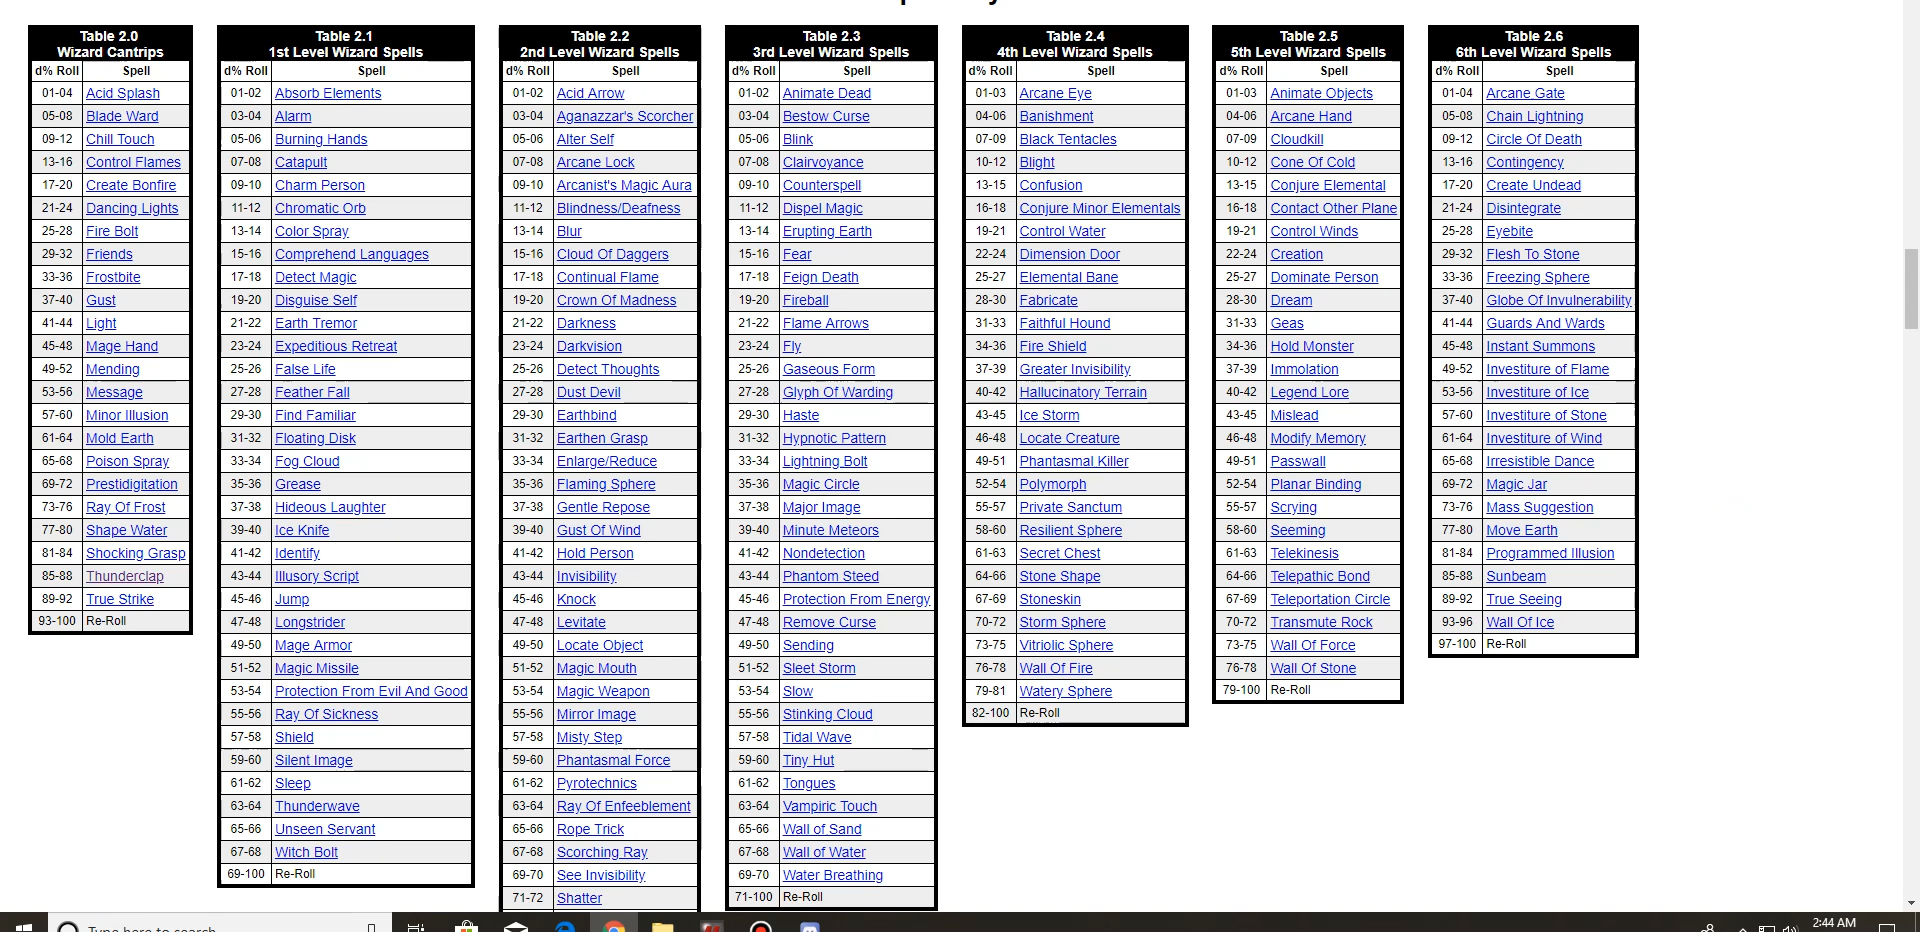 Table 2.0
Wizard Cantrips
d% Roll Spell
01-04 Acid Splash
05-08 Blade Ward
09-12 Chill Touch
13-16 Control Flames
17-20 Create Bonfire
21-24 Dancing Lights
25-28 Fire Bolt
29-32 Friends
33-36 Frostbite
37-40 Gust
41-44 Light
45-48 Mage Hand
49-52 Mending
53-56 Message
57-60 Minor Illusion
61-64 Mold Earth
65-68 Poison Spray
69-72 Prestidigitation
73-76 Ray Of Frost
77-80 Shape Water
81-84 Shocking Grasp
85-88 Thunderclap
89-92 True Strike
93-100 Re-Roll
Table 2.1
1st Level Wizard Spells
d% Roll Spell
01-02 Absorb Elements
03-04 Alarm
05-06 Burning Hands
07-08 Catapult
09-10 Charm Person
11-12 Chromatic Orb
13-14 Color Spray
15-16 Comprehend Languages
17-18 Detect Magic
19-20 Disguise Self
21-22 Earth Tremor
23-24 Expeditious Retreat
25-26 False Life
27-28 Feather Fall
29-30 Find Familiar
31-32 Floating Disk
33-34 Fog Cloud
35-36 Grease
37-38 Hideous Laughter
39-40 Ice Knife
41-42 Identify
43-44 Illusory Script
45-46 Jump
47-48 Longstrider
49-50 Mage Armor
51-52 Magic Missile
53-54 Protection From Evil And Good
55-56 Ray Of Sickness
57-58 Shield
59-60 Silent Image
61-62 Sleep
63-64 Thunderwave
65-66 Unseen Servant
67-68 Witch Bolt
69-100 Re-Roll
Table 2.2
2nd Level Wizard Spells
d% Roll Spell
01-02 Acid Arrow
03-04 Aganazzar's Scorcher
05-06 Alter Self
07-08 Arcane Lock
09-10 Arcanist's Magic Aura
11-12 Blindness/Deafness
13-14 Blur
15-16 Cloud Of Daggers
17-18 Continual Flame
19-20 Crown Of Madness
21-22 Darkness
23-24 Darkvision
25-26 Detect Thoughts
27-28 Dust Devil
29-30 Earthbind
31-32 Earthen Grasp
33-34 Enlarge/Reduce
35-36 Flaming Sphere
37-38 Gentle Repose
39-40 Gust Of Wind
41-42 Hold Person
43-44 Invisibility
45-46 Knock
47-48 Levitate
49-50 Locate Object
51-52 Magic Mouth
53-54 Magic Weapon
55-56 Mirror Image
57-58 Misty Step
59-60 Phantasmal Force
61-62 Pyrotechnics
63-64 Ray Of Enfeeblement
65-66 Rope Trick
67-68 Scorching Ray
69-70 See Invisibility
71-72 Shatter
Table 2.3
3rd Level Wizard Spells
d% Roll Spell
01-02 Animate Dead
03-04 Bestow Curse
05-06 Blink
07-08 Clairvoyance
09-10 Counterspell
11-12 Dispel Magic
13-14 Erupting Earth
15-16 Fear
17-18 Feign Death
19-20 Fireball
21-22 Flame Arrows
23-24 Fly
25-26 Gaseous Form
27-28 Glyph Of Warding
29-30 Haste
31-32 Hypnotic Pattern
33-34 Lightning Bolt
35-36 Magic Circle
37-38 Major Image
39-40 Minute Meteors
41-42 Nondetection
43-44 Phantom Steed
45-46 Protection From Energy
47-48 Remove Curse
49-50 Sending
51-52 Sleet Storm
53-54 Slow
55-56 Stinking Cloud
57-58 Tidal Wave
59-60 Tiny Hut
61-62 Tongues
63-64 Vampiric Touch
65-66 Wall of Sand
67-68 Wall of Water
69-70 Water Breathing
71-100 Re-Roll
Table 2.4
4th Level Wizard Spells
d% Roll Spell
01-03 Arcane Eye
04-06 Banishment
07-09 Black Tentacles
10-12 Blight
13-15 Confusion
16-18 Conjure Minor Elementals
19-21 Control Water
22-24 Dimension Door
25-27 Elemental Bane
28-30 Fabricate
31-33 Faithful Hound
34-36 Fire Shield
37-39 Greater Invisibility
40-42 Hallucinatory Terrain
43-45 Ice Storm
46-48 Locate Creature
49-51 Phantasmal Killer
52-54 Polymorph
55-57 Private Sanctum
58-60 Resilient Sphere
61-63 Secret Chest
64-66 Stone Shape
67-69 Stoneskin
70-72 Storm Sphere
73-75 Vitriolic Sphere
76-78 Wall Of Fire
79-81 Watery Sphere
82-100 Re-Roll
Table 2.5
5th Level Wizard Spells
d% Roll Spell
01-03 Animate Objects
04-06 Arcane Hand
07-09 Cloudkill
10-12 Cone Of Cold
13-15 Conjure Elemental
16-18 Contact Other Plane
19-21 Control Winds
22-24 Creation
25-27 Dominate Person
28-30 Dream
31-33 Geas
34-36 Hold Monster
37-39 Immolation
40-42 Legend Lore
43-45 Mislead
46-48 Modify Memory
49-51 Passwall
52-54 Planar Binding
55-57 Scrying
58-60 Seeming
61-63 Telekinesis
64-66 Telepathic Bond
67-69 Teleportation Circle
70-72 Transmute Rock
73-75 Wall Of Force
76-78 Wall Of Stone
79-100 Re-Roll
Table 2.6
6th Level Wizard Spells
d% Roll Spell
01-04 Arcane Gate
05-08 Chain Lightning
09-12 Circle Of Death
13-16 Contingency
17-20 Create Undead
21-24 Disintegrate
25-28 Eyebite
29-32 Flesh To Stone
33-36 Freezing Sphere
37-40 Globe Of Invulnerability
41-44 Guards And Wards
45-48 Instant Summons
49-52 Investiture of Flame
53-56 Investiture of Ice
57-60 Investiture of Stone
61-64 Investiture of Wind
65-68 Irresistible Dance
69-72 Magic Jar
73-76 Mass Suggestion
77-80 Move Earth
81-84 Programmed Illusion
85-88 Sunbeam
89-92 True Seeing
93-96 Wall Of Ice
97-100 Re-Roll
Type here to search
2:44 AM